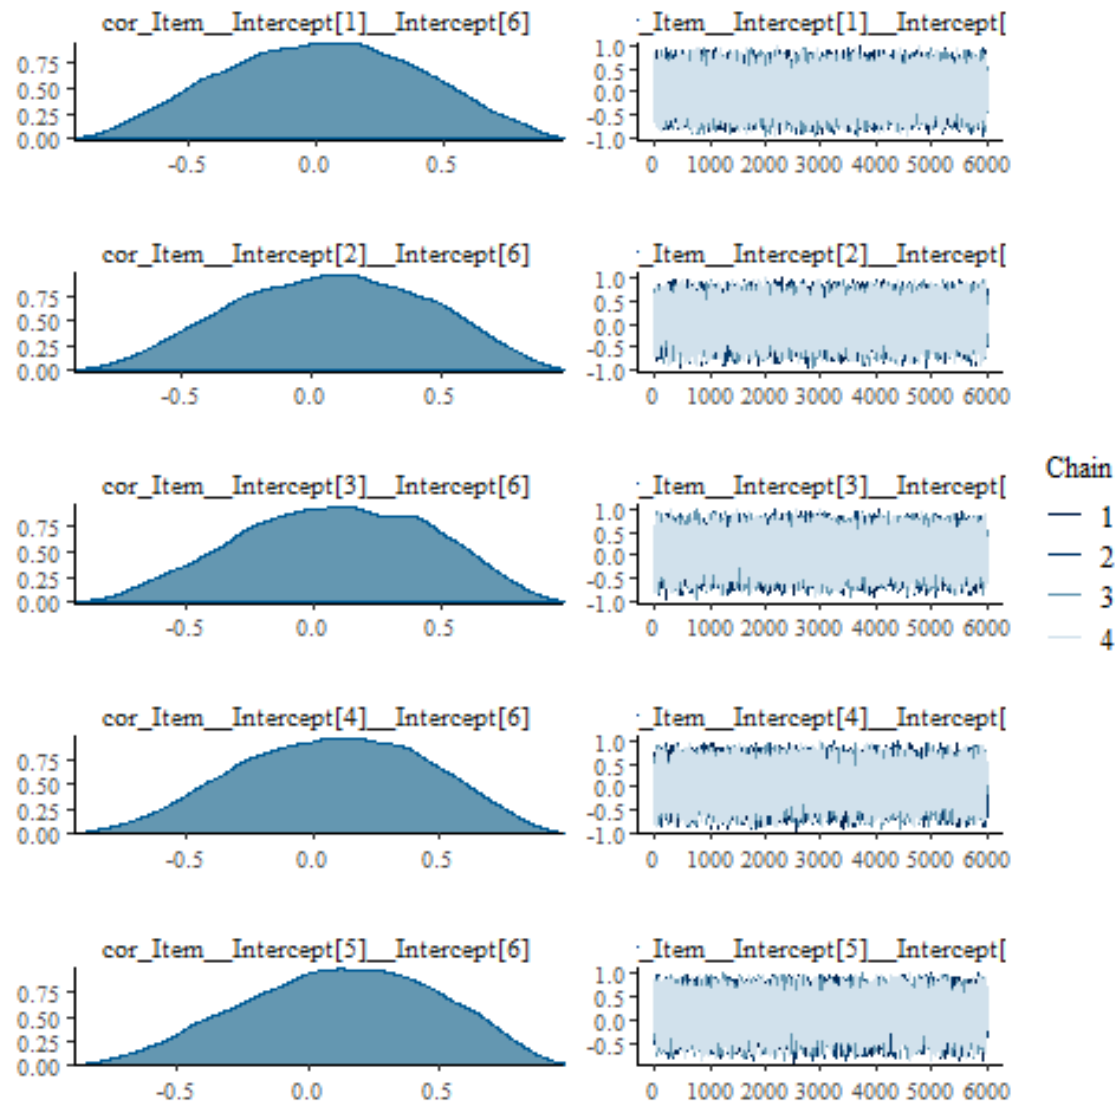 cor_Item__Intercept[1]__Intercept[6]
0.75
0.50
0.25
0.00
-0.5 0.0 0.5
_Item__Intercept[1]__Intercept[
1.0
0.5
0.0
-0.5
-1.0
0 1000 2000 3000 4000 5000 6000
cor_Item__Intercept[2]__Intercept[6]
0.75
0.50
0.25
0.00
-0.5 0.0 0.5
_Item__Intercept[2]__Intercept[
1.0
0.5
0.0
-0.5
-1.0
0 1000 2000 3000 4000 5000 6000
cor_Item__Intercept[3]__Intercept[6]
0.75
0.50
0.25
0.00
-0.5 0.0 0.5
_Item__Intercept[3]__Intercept[
1.0
0.5
0.0
-0.5
-1.0
0 1000 2000 3000 4000 5000 6000
cor_Item__Intercept[4]__Intercept[6]
0.75
0.50
0.25
0.00
-0.5 0.0 0.5
_Item__Intercept[4]__Intercept[
1.0
0.5
0.0
-0.5
-1.0
0 1000 2000 3000 4000 5000 6000
cor_Item__Intercept[5]__Intercept[6]
0.75
0.50
0.25
0.00
-0.5 0.0 0.5
_Item__Intercept[5]__Intercept[
1.0
0.5
0.0
-0.5
0 1000 2000 3000 4000 5000 6000
Chain
1
2
3
4